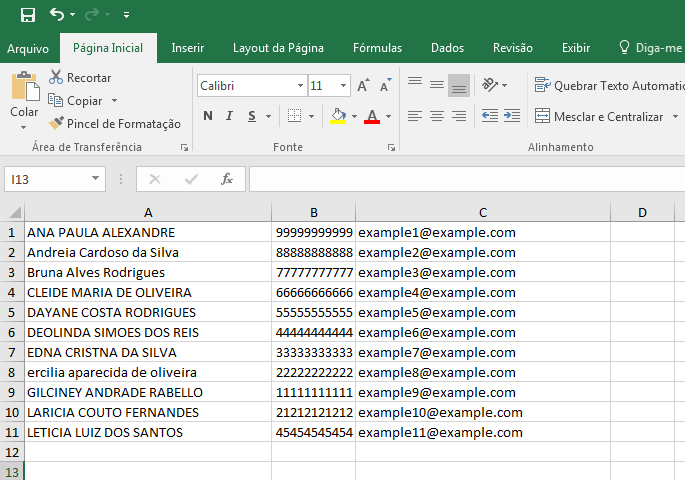 Arquivo Página Inicial Inserir Layout da Página Fórmulas Dados Revisão Exibir Diga-me
Recortar
Copiar
Pincel de Formatação
Colar
Área de Transferência
Calibri 11
N I S
Fonte
Quebrar Texto Automatic
Mesclar e Centralizar
Alinhamento
I13 fx
A B C D
1 ANA PAULA ALEXANDRE 99999999999 example1@example.com
2 Andreia Cardoso da Silva 88888888888 example2@example.com
3 Bruna Alves Rodrigues 77777777777 example3@example.com
4 CLEIDE MARIA DE OLIVEIRA 66666666666 example4@example.com
5 DAYANE COSTA RODRIGUES 55555555555 example5@example.com
6 DEOLINDA SIMOES DOS REIS 44444444444 example6@example.com
7 EDNA CRISTNA DA SILVA 33333333333 example7@example.com
8 ercilia aparecida de oliveira 22222222222 example8@example.com
9 GILCINEY ANDRADE RABELLO 11111111111 example9@example.com
10 LARICIA COUTO FERNANDES 21212121212 example10@example.com
11 LETICIA LUIZ DOS SANTOS 45454545454 example11@example.com
12
13